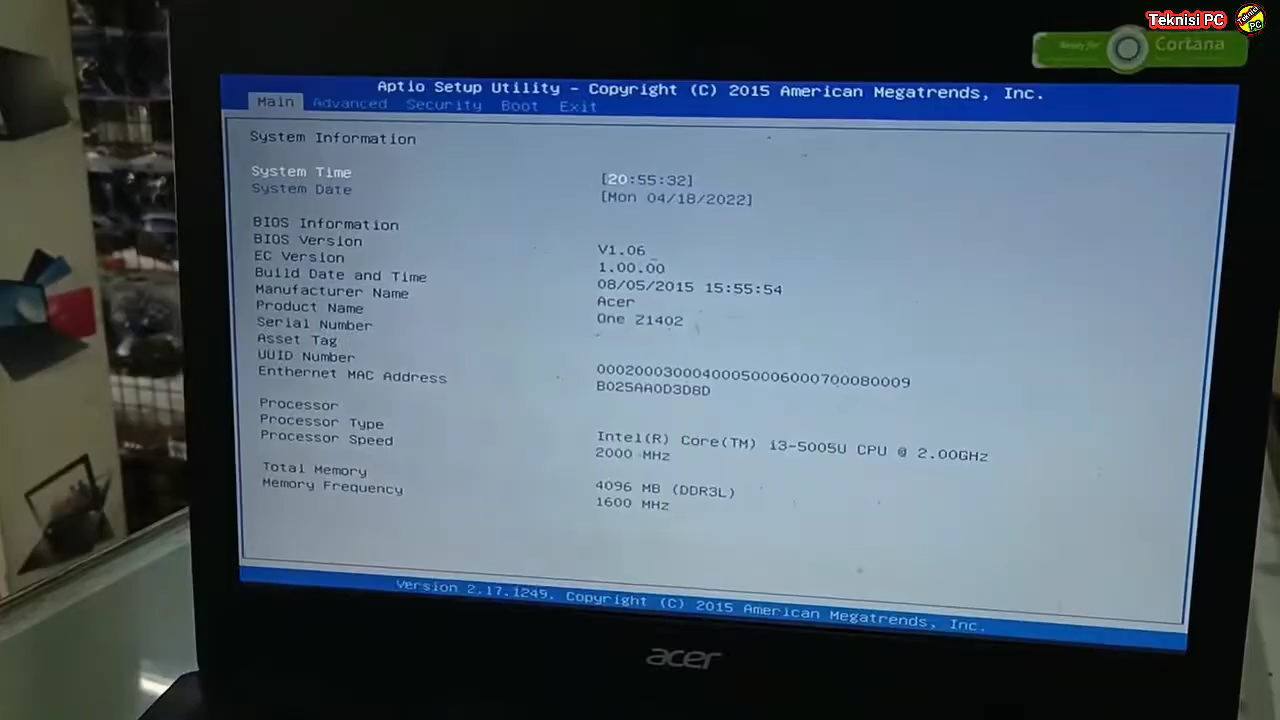 Teknisi PC
Teknisi PC
Ready for Cortana
Aptio Setup Utility - Copyright (C) 2015 American Megatrends, Inc.
Main Advanced Security Boot Exit
System Information
System Time [20:55:32]
System Date [Mon 04/18/2022]
BIOS Information
BIOS Version V1.06
EC Version 1.00.00
Build Date and Time 08/05/2015 15:55:54
Manufacturer Name Acer
Product Name One Z1402
Serial Number
Asset Tag
UUID Number 00020003000400050006000700080009
Enthernet MAC Address B025AA0D3D8D
Processor
Processor Type Intel(R) Core(TM) i3-5005U CPU @ 2.00GHz
Processor Speed 2000 MHz
Total Memory 4096 MB (DDR3L)
Memory Frequency 1600 MHz
Version 2.17.1249. Copyright (C) 2015 American Megatrends, Inc.
acer